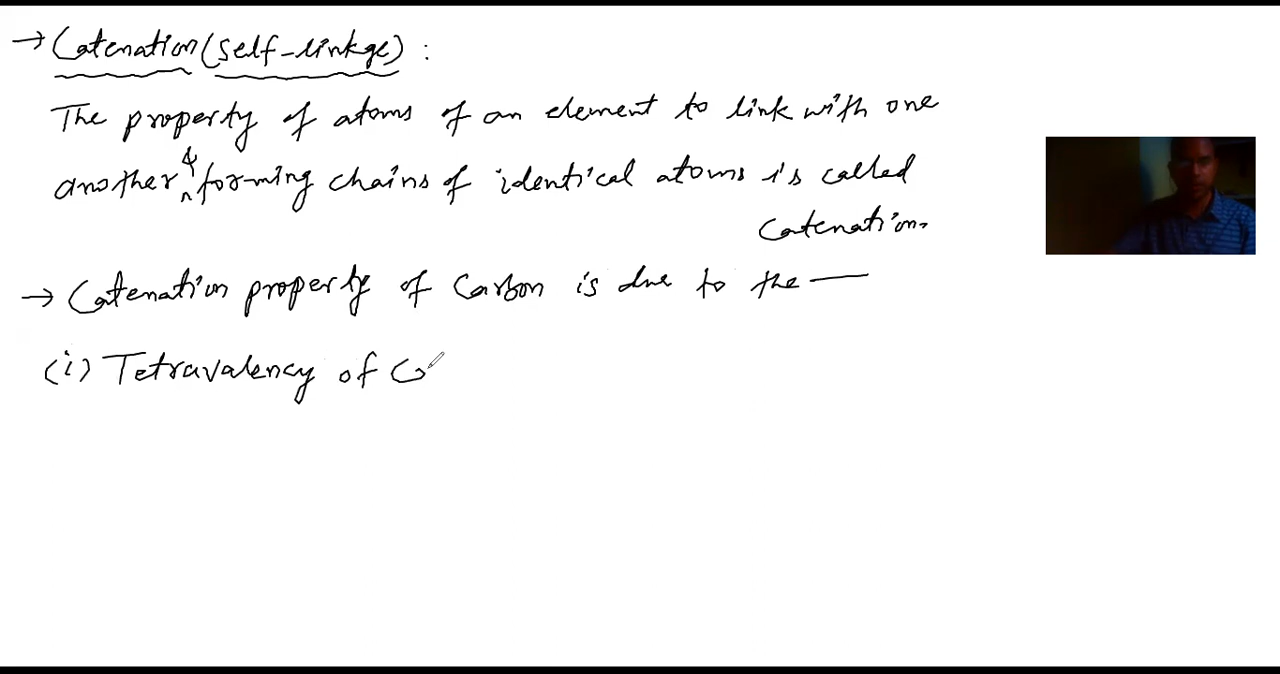 → Catenation (self-linkge) :
The property of atoms of an element to link with one
another & forming chains of identical atoms is called
Catenation.
→ Catenation property of Carbon is due to the —
(i) Tetravalency of